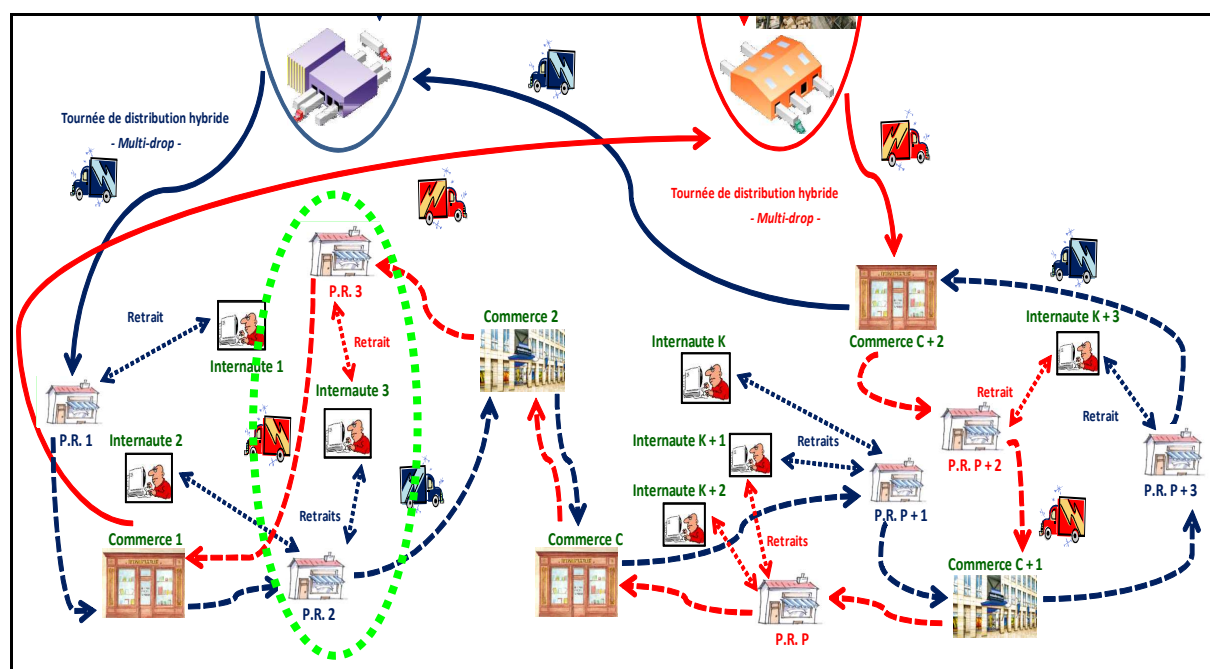 Tournée de distribution hybride
- Multi-drop -
Tournée de distribution hybride
- Multi-drop -
P.R. 3
Retrait
Internaute 1
Retrait
Internaute 3
Commerce 2
Internaute K
Commerce C + 2
Internaute K + 3
Retrait
Retrait
P.R. 1
Internaute 2
Internaute K + 1
Retraits
P.R. P + 2
P.R. P + 3
Internaute K + 2
Retraits
P.R. P + 1
Commerce 1
Commerce C
Retraits
Commerce C + 1
P.R. 2
P.R. P